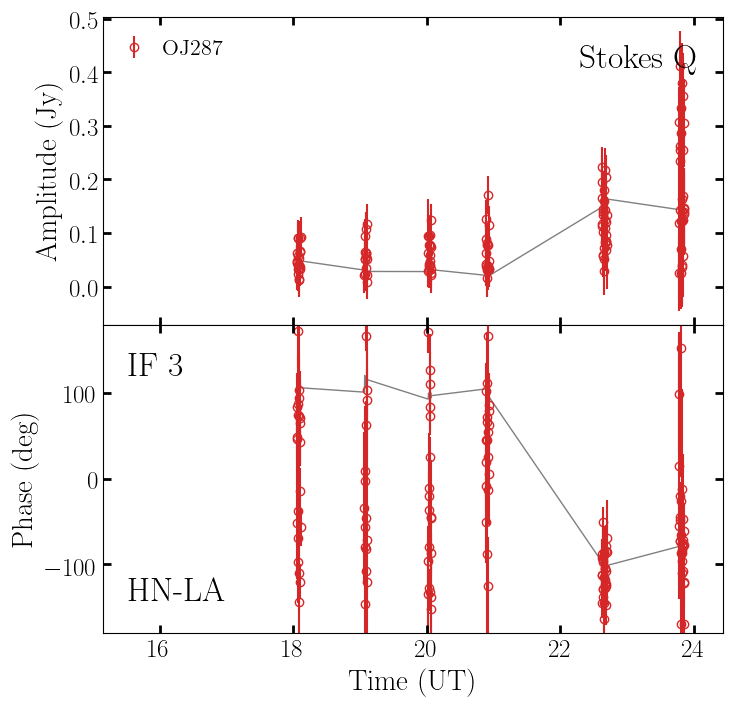 0.5
OJ287
Stokes Q
0.4
0.3
0.2
0.1
0.0
Amplitude (Jy)
IF 3
100
0
−100
Phase (deg)
HN-LA
16 18 20 22 24
Time (UT)